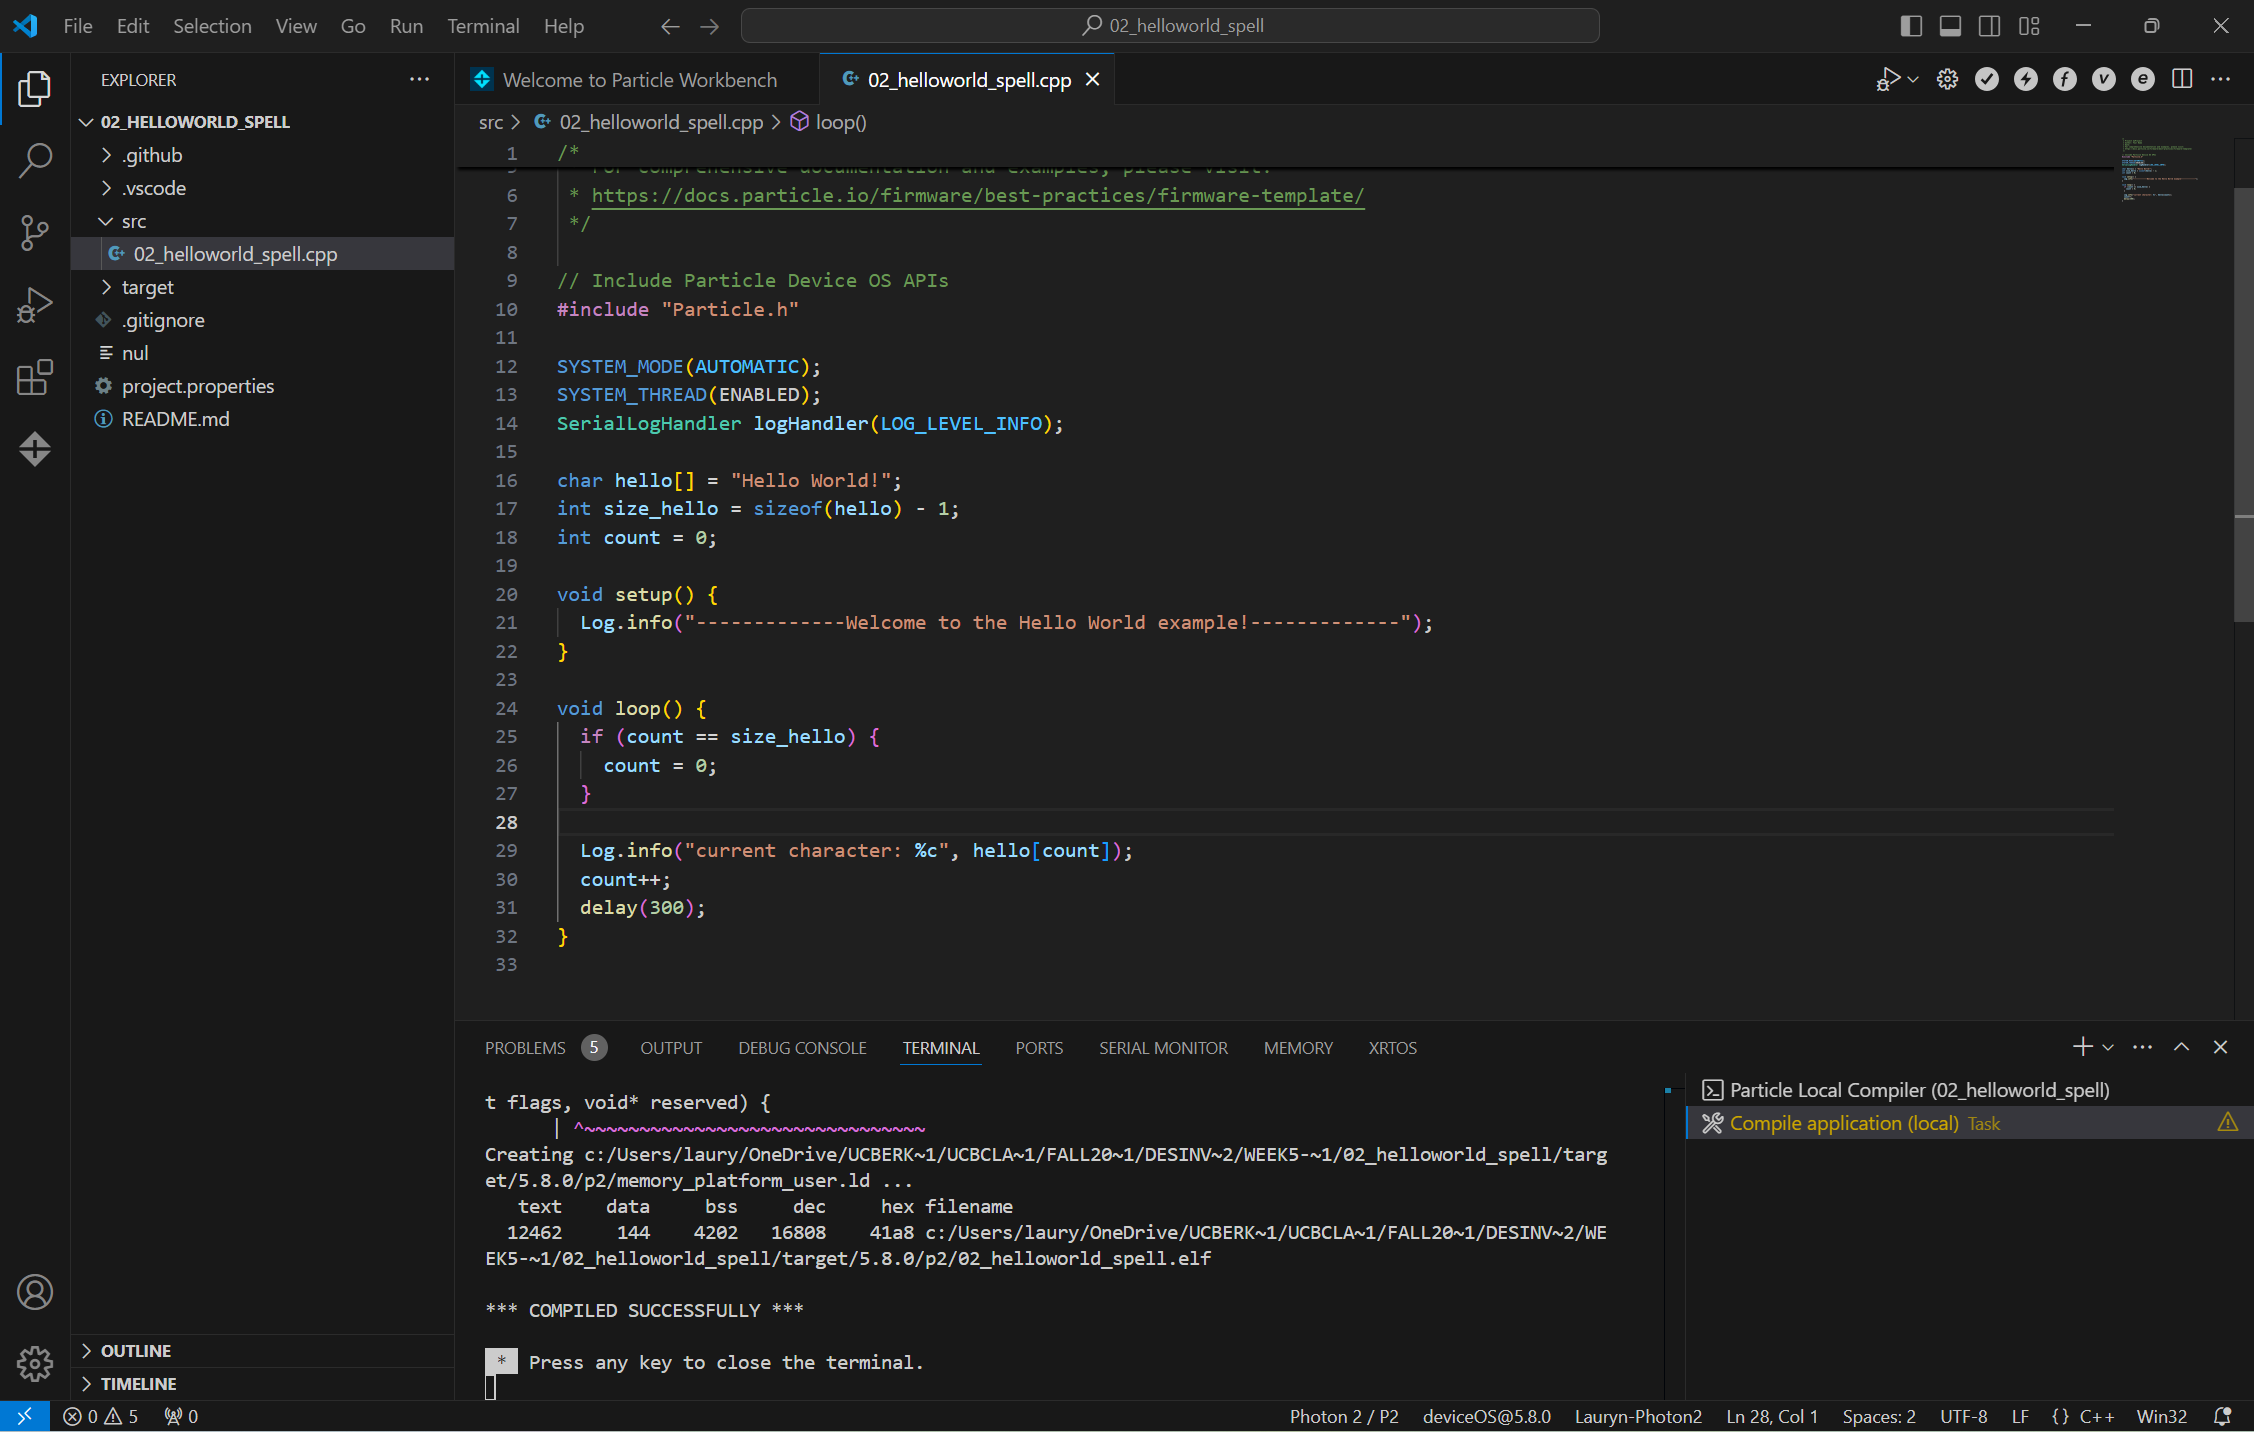 File Edit Selection View Go Run Terminal Help
02_helloworld_spell
EXPLORER
02_HELLOWORLD_SPELL
.github
.vscode
src
02_helloworld_spell.cpp
target
.gitignore
nul
project.properties
README.md
OUTLINE
TIMELINE
Welcome to Particle Workbench
02_helloworld_spell.cpp
src > 02_helloworld_spell.cpp > loop()
1 /*
* For comprehensive documentation and examples, please visit:
6 * https://docs.particle.io/firmware/best-practices/firmware-template/
7 */
8
9 // Include Particle Device OS APIs
10 #include "Particle.h"
11
12 SYSTEM_MODE(AUTOMATIC);
13 SYSTEM_THREAD(ENABLED);
14 SerialLogHandler logHandler(LOG_LEVEL_INFO);
15
16 char hello[] = "Hello World!";
17 int size_hello = sizeof(hello) - 1;
18 int count = 0;
19
20 void setup() {
21 Log.info("-------------Welcome to the Hello World example!-------------");
22 }
23
24 void loop() {
25 if (count == size_hello) {
26 count = 0;
27 }
28
29 Log.info("current character: %c", hello[count]);
30 count++;
31 delay(300);
32 }
33
PROBLEMS 5 OUTPUT DEBUG CONSOLE TERMINAL PORTS SERIAL MONITOR MEMORY XRTOS
t flags, void* reserved) {
| ^~~~~~~~~~~~~~~~~~~~~~~~~~~~~~~~
Creating c:/Users/laury/OneDrive/UCBERK~1/UCBCLA~1/FALL20~1/DESINV~2/WEEK5-~1/02_helloworld_spell/targ
et/5.8.0/p2/memory_platform_user.ld ...
text data bss dec hex filename
12462 144 4202 16808 41a8 c:/Users/laury/OneDrive/UCBERK~1/UCBCLA~1/FALL20~1/DESINV~2/WE
EK5-~1/02_helloworld_spell/target/5.8.0/p2/02_helloworld_spell.elf
*** COMPILED SUCCESSFULLY ***
* Press any key to close the terminal.
Particle Local Compiler (02_helloworld_spell)
Compile application (local) Task
0 5 0
Photon 2 / P2 deviceOS@5.8.0 Lauryn-Photon2 Ln 28, Col 1 Spaces: 2 UTF-8 LF {} C++ Win32